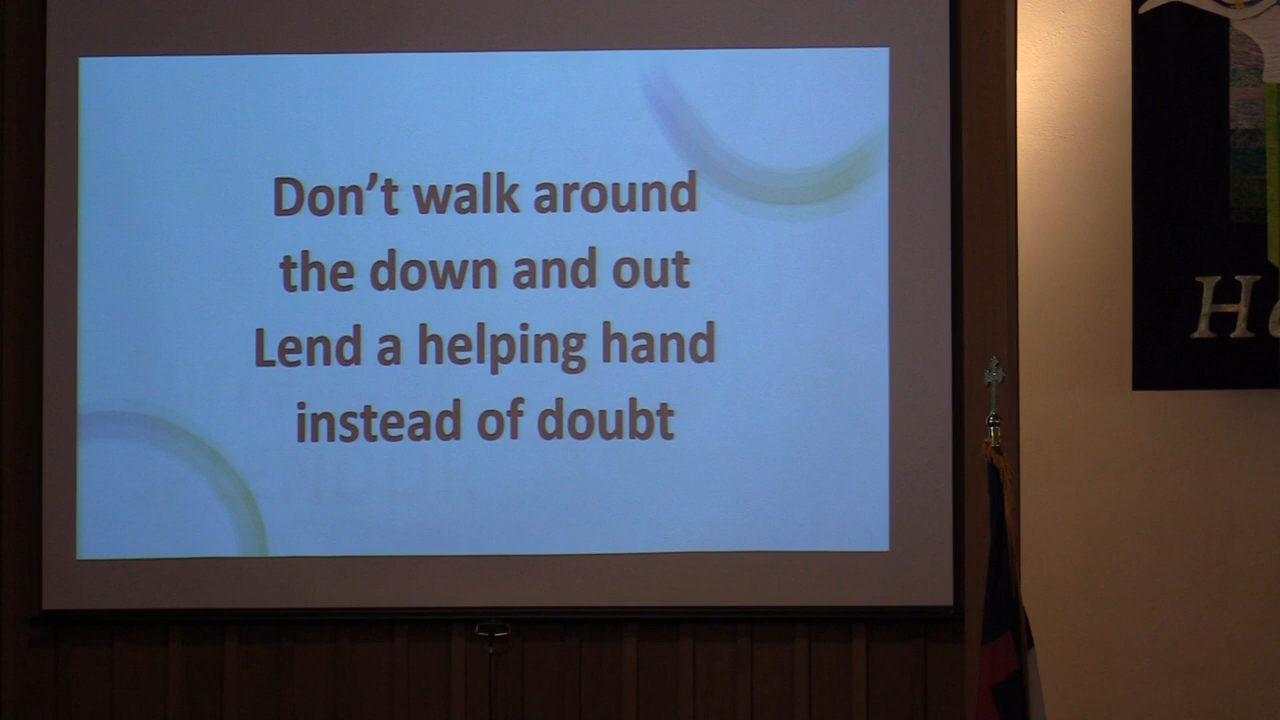 Don't walk around
the down and out
Lend a helping hand
instead of doubt